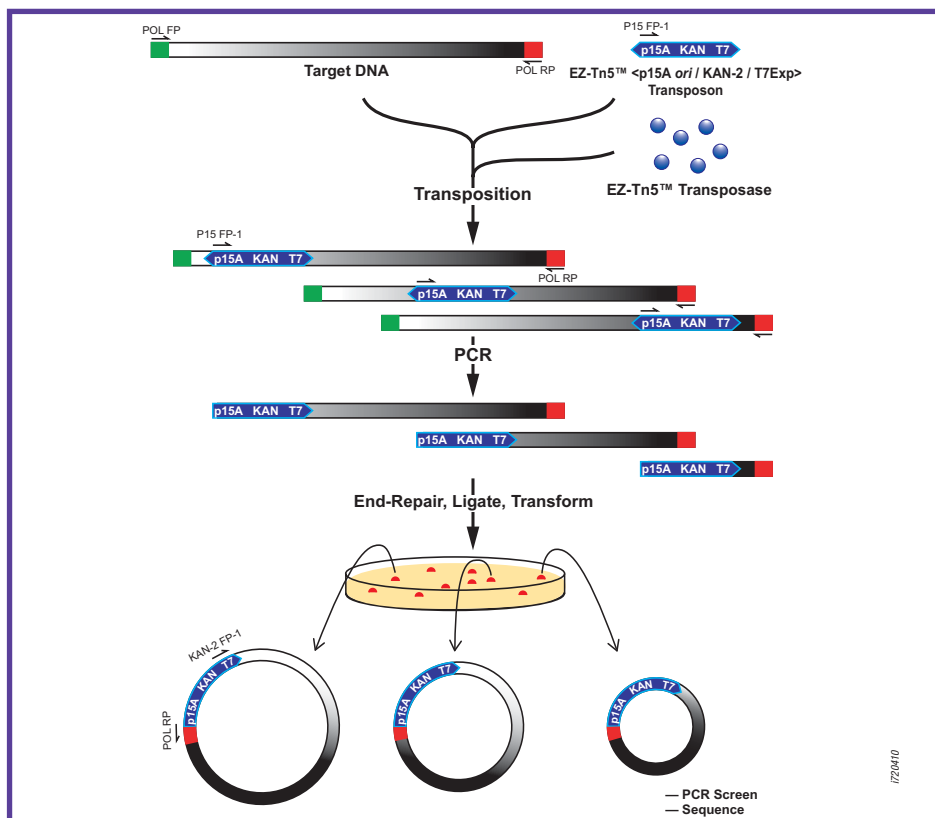 POL FP
P15 FP-1
p15A KAN T7
Target DNA
POL RP
EZ-Tn5™ <p15A ori / KAN-2 / T7Exp>
Transposon
EZ-Tn5™ Transposase
Transposition
P15 FP-1
p15A KAN T7
POL RP
p15A KAN T7
p15A KAN T7
PCR
p15A KAN T7
p15A KAN T7
p15A KAN T7
End-Repair, Ligate, Transform
KAN-2 FP-1
p15A KAN T7
POL RP
p15A KAN T7
p15A KAN T7
— PCR Screen
— Sequence
i720410